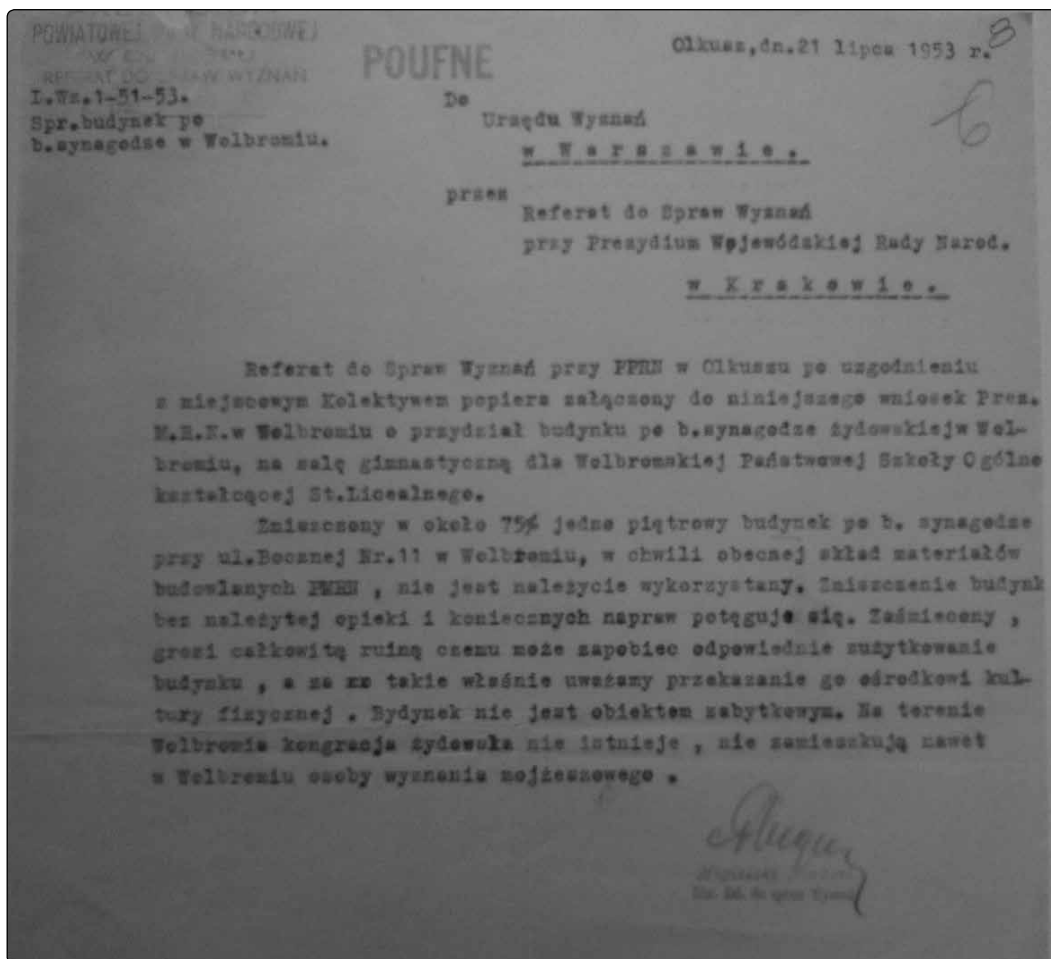 POWIATOWEJ RADY NARODOWEJ
REFERAT DO SPRAW WYZNAŃ
POUFNE
Olkusz,dn.21 lipca 1953 r.
8
6
L.Wz.1-51-53.
Spr.budynek po
b.synagodze w Wolbromiu.
Do
Urzędu Wyznań
w Warszawie.
przez
Referat do Spraw Wyznań
przy Prezydium Wojewódzkiej Rady Narod.
w Krakowie.
Referat do Spraw Wyznań przy PPRN w Olkuszu po uzgodnieniu
z miejscowym Kolektywem popiera załączony do niniejszego wniosek Prez.
M.R.N.w Wolbromiu o przydział budynku po b.synagodze żydowskiejw Wol-
bromiu, na salę gimnastyczną dla Wolbromskiej Państwowej Szkoły Ogólno
kształcącej St.Licealnego.
Zniszczony w około 75% jedno piętrowy budynek po b. synagodze
przy ul.Bocznej Nr.11 w Wolbromiu, w chwili obecnej skład materiałów
budowlanych PMRN , nie jest należycie wykorzystany. Zniszczenie budynk
bez należytej opieki i koniecznych napraw potęguje się. Zaśmiecony ,
grozi całkowitą ruiną czemu może zapobiec odpowiednie zużytkowanie
budynku , a za takie właśnie uważamy przekazanie go ośrodkowi kul-
tury fizycznej . Bydynek nie jest obiektem zabytkowym. Na terenie
Wolbromia kongracja żydowska nie istnieje , nie zamieszkują nawet
w Wolbromiu osoby wyznania mojżeszowego .